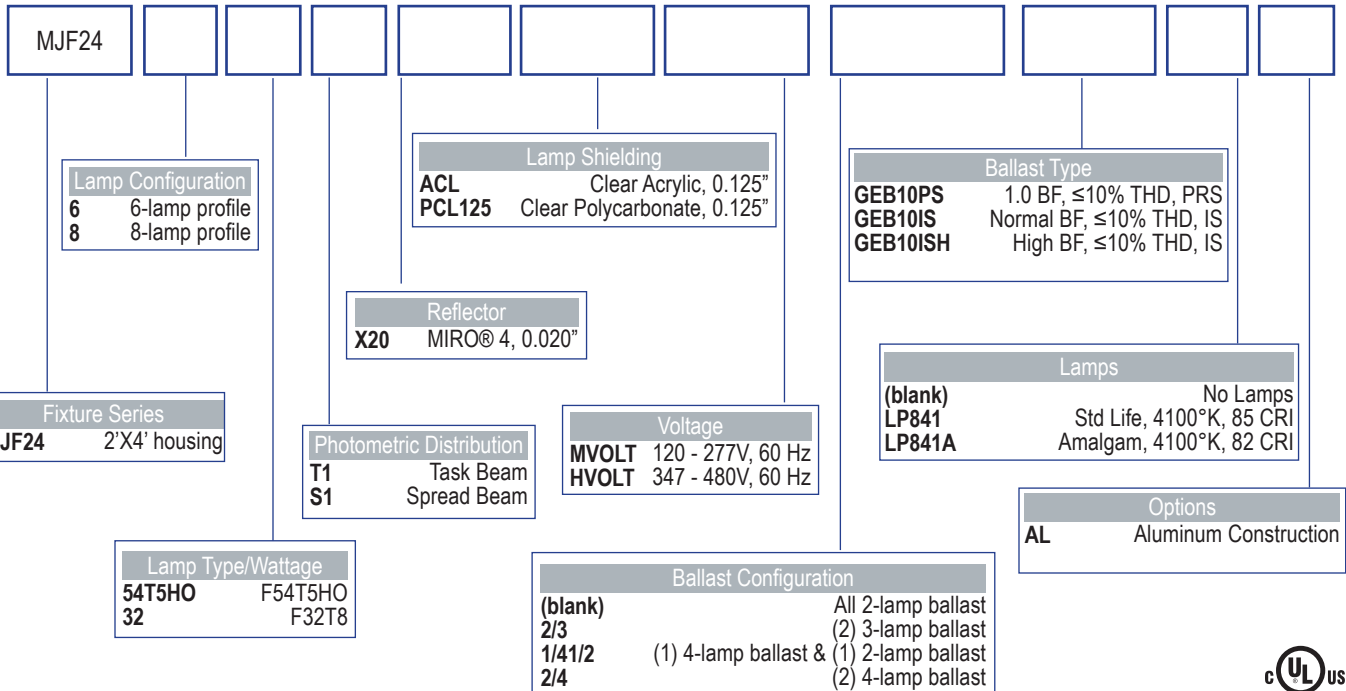 MJF24
Lamp Configuration
6 6-lamp profile
8 8-lamp profile
Lamp Shielding
ACL Clear Acrylic, 0.125”
PCL125 Clear Polycarbonate, 0.125”
Ballast Type
GEB10PS 1.0 BF, ≤10% THD, PRS
GEB10IS Normal BF, ≤10% THD, IS
GEB10ISH High BF, ≤10% THD, IS
Reflector
X20 MIRO® 4, 0.020”
Lamps
(blank) No Lamps
LP841 Std Life, 4100°K, 85 CRI
LP841A Amalgam, 4100°K, 82 CRI
Fixture Series
JF24 2’X4’ housing
Photometric Distribution
T1 Task Beam
S1 Spread Beam
Voltage
MVOLT 120 - 277V, 60 Hz
HVOLT 347 - 480V, 60 Hz
Options
AL Aluminum Construction
Lamp Type/Wattage
54T5HO F54T5HO
32 F32T8
Ballast Configuration
(blank) All 2-lamp ballast
2/3 (2) 3-lamp ballast
1/41/2 (1) 4-lamp ballast & (1) 2-lamp ballast
2/4 (2) 4-lamp ballast
c UL ® US